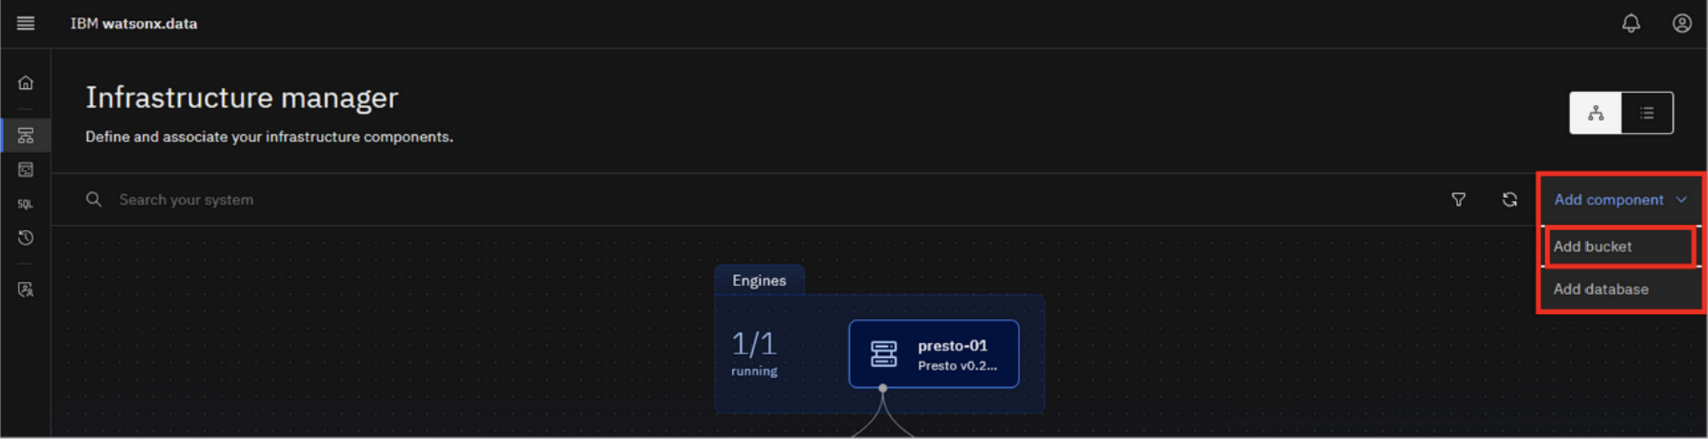 IBM watsonx.data
Infrastructure manager
Define and associate your infrastructure components.
Search your system
Add component
Add bucket
Add database
SQL
Engines
1/1
running
presto-01
Presto v0.2...